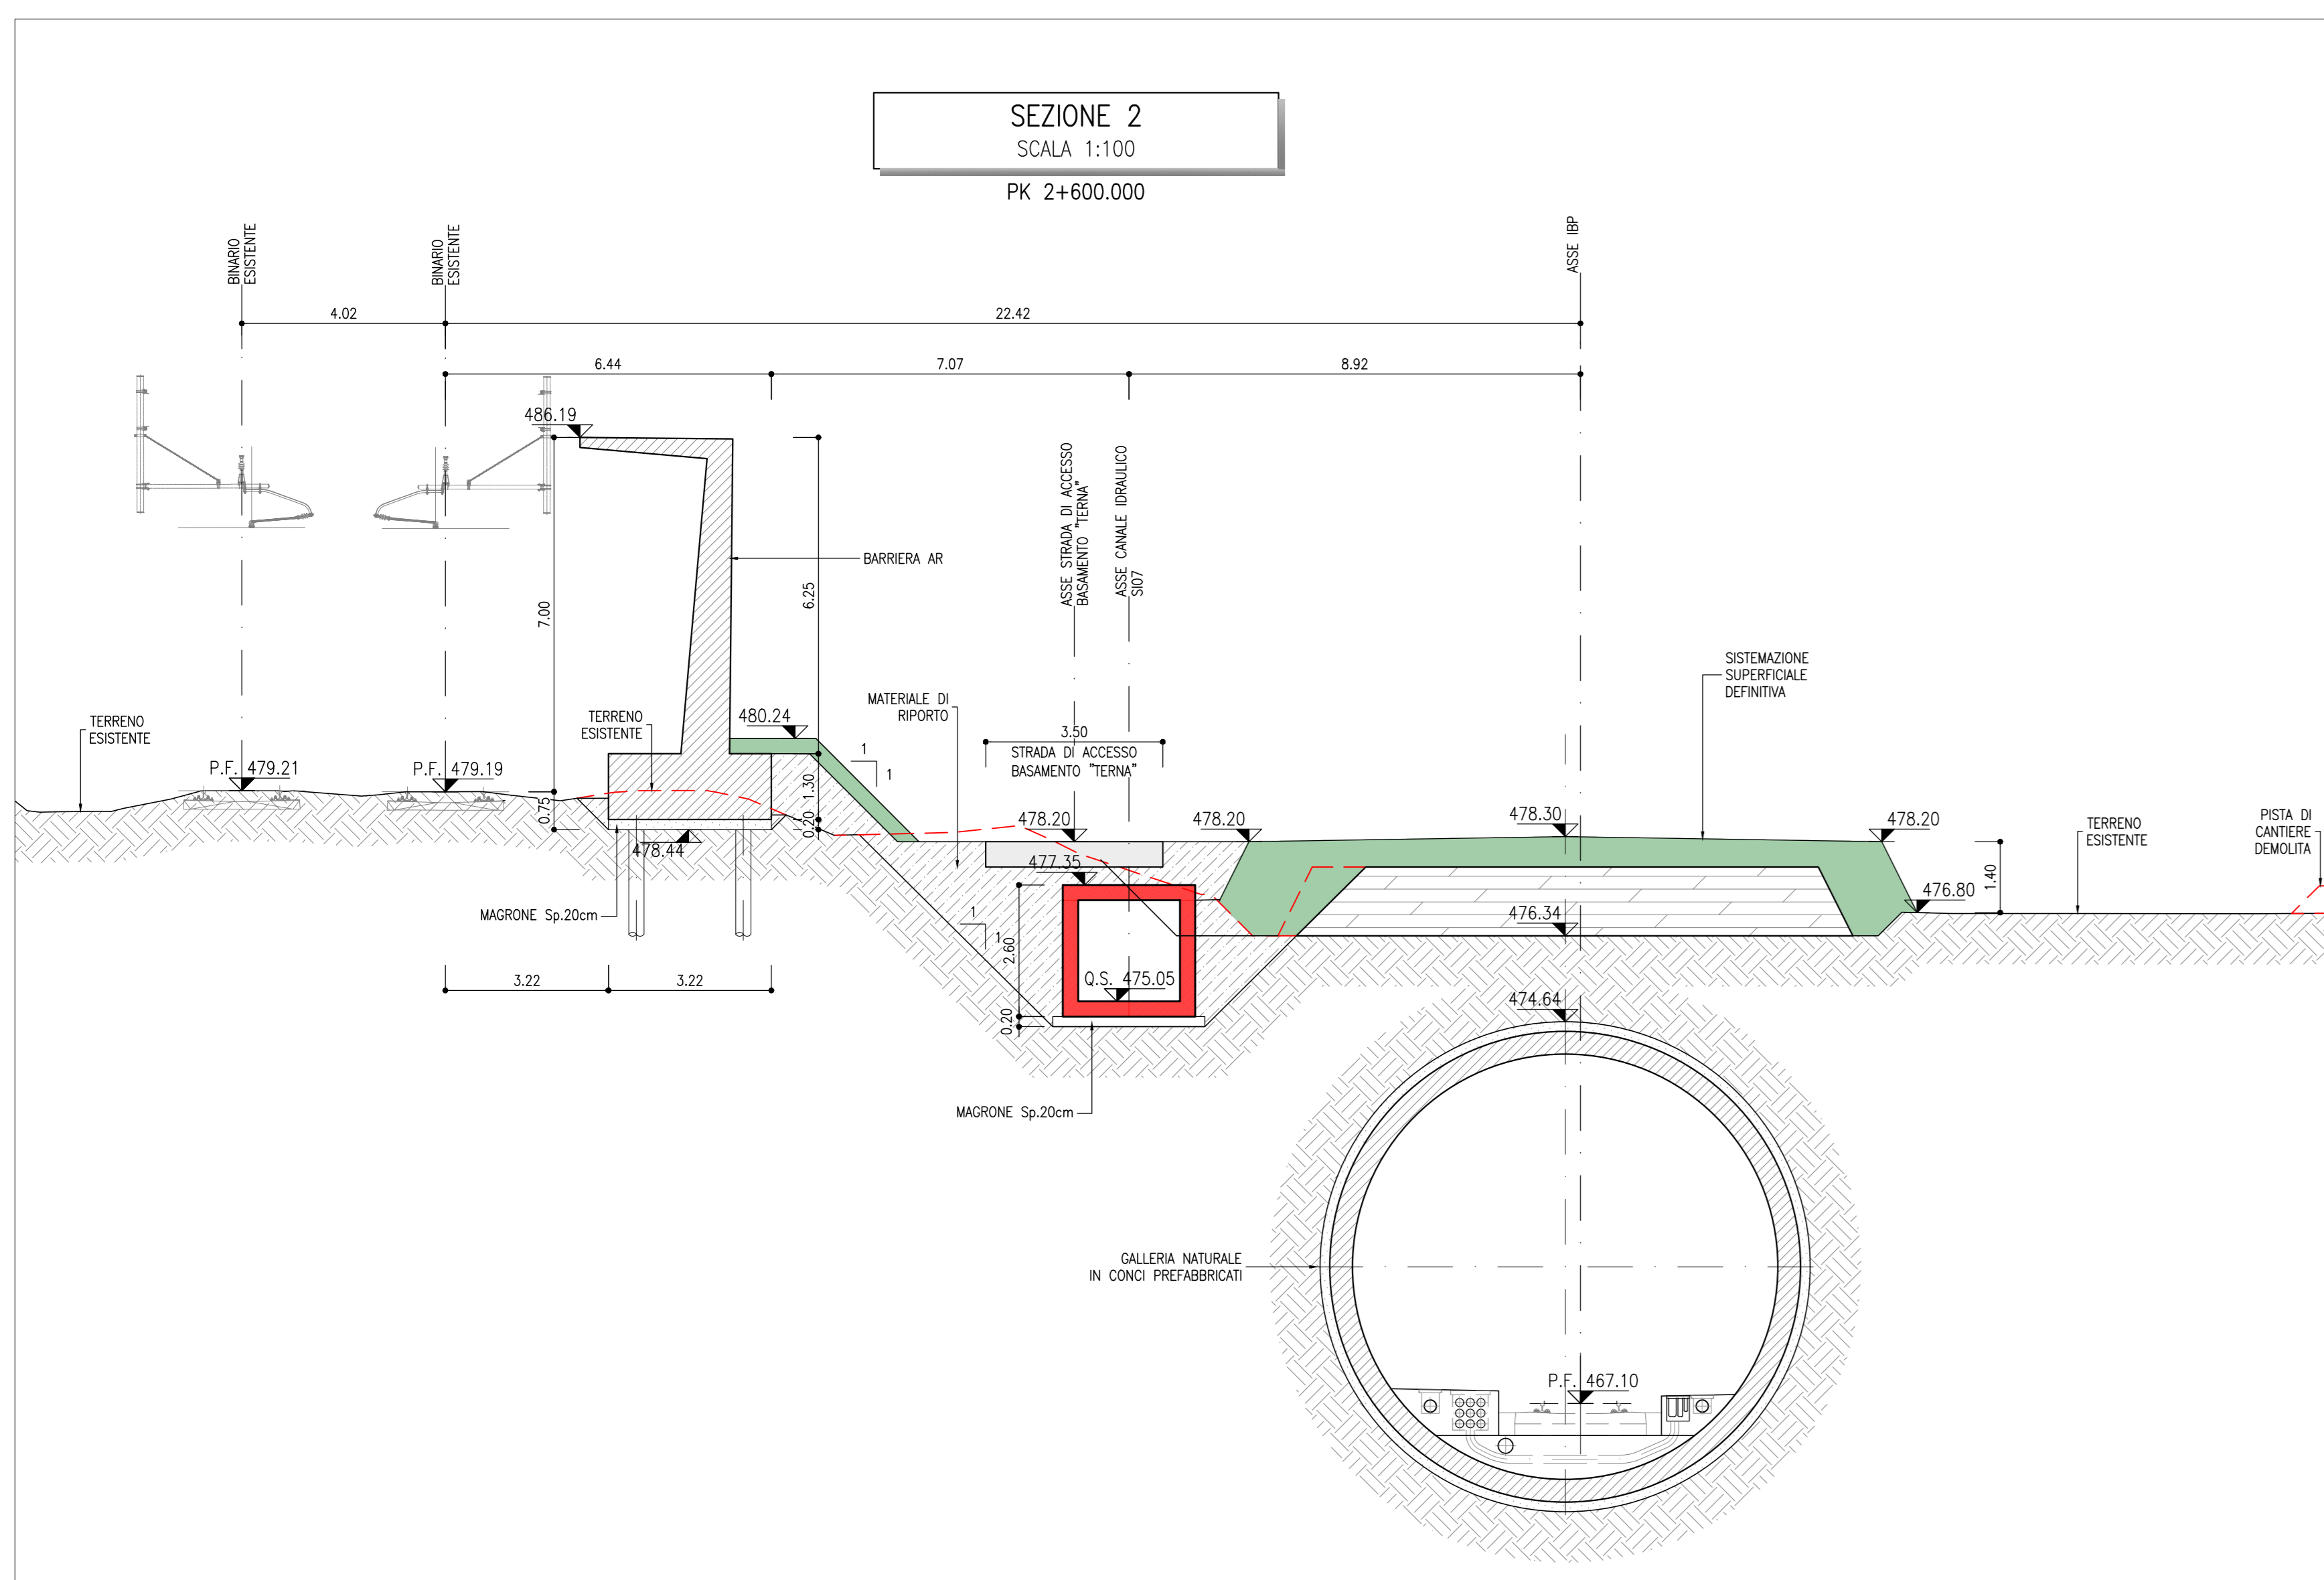 SEZIONE 2
SCALA 1:100
PK 2+600.000
BINARIO
ESISTENTE
BINARIO
ESISTENTE
ASSE IBP
4.02
22.42
6.44
7.07
8.92
486.19
ASSE STRADA DI ACCESSO
BASAMENTO "TERNA"
ASSE CANALE IDRAULICO
SI07
BARRIERA AR
7.00
6.25
SISTEMAZIONE
SUPERFICIALE
DEFINITIVA
MATERIALE DI
RIPORTO
TERRENO
ESISTENTE
TERRENO
ESISTENTE
480.24
3.50
STRADA DI ACCESSO
BASAMENTO "TERNA"
1
1
P.F. 479.21
P.F. 479.19
0.75
1.30
0.20
478.44
478.20
478.20
478.30
478.20
TERRENO
ESISTENTE
PISTA DI
CANTIERE
DEMOLITA
477.35
1.40
476.80
MAGRONE Sp.20cm
476.34
1
1
2.60
3.22
3.22
Q.S. 475.05
474.64
0.20
MAGRONE Sp.20cm
GALLERIA NATURALE
IN CONCI PREFABBRICATI
P.F. 467.10